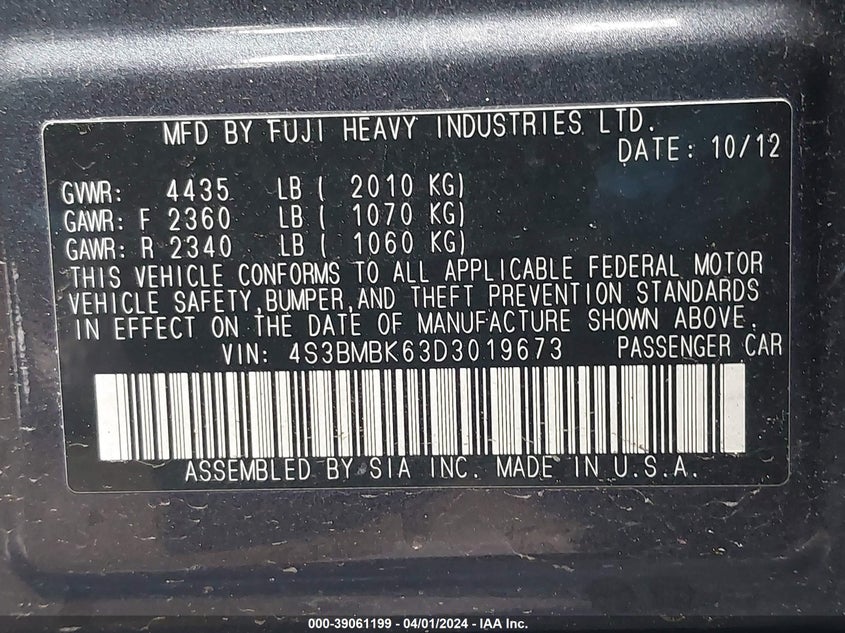 MFD BY FUJI HEAVY INDUSTRIES LTD.
DATE: 10/12
GVWR: 4435 LB ( 2010 KG)
GAWR: F 2360 LB ( 1070 KG)
GAWR: R 2340 LB ( 1060 KG)
THIS VEHICLE CONFORMS TO ALL APPLICABLE FEDERAL MOTOR
VEHICLE SAFETY,BUMPER,AND THEFT PREVENTION STANDARDS
IN EFFECT ON THE DATE OF MANUFACTURE SHOWN ABOVE.
VIN: 4S3BMBK63D3019673 PASSENGER CAR
ASSEMBLED BY SIA INC. MADE IN U.S.A.
000-39061199 - 04/01/2024 - IAA Inc.